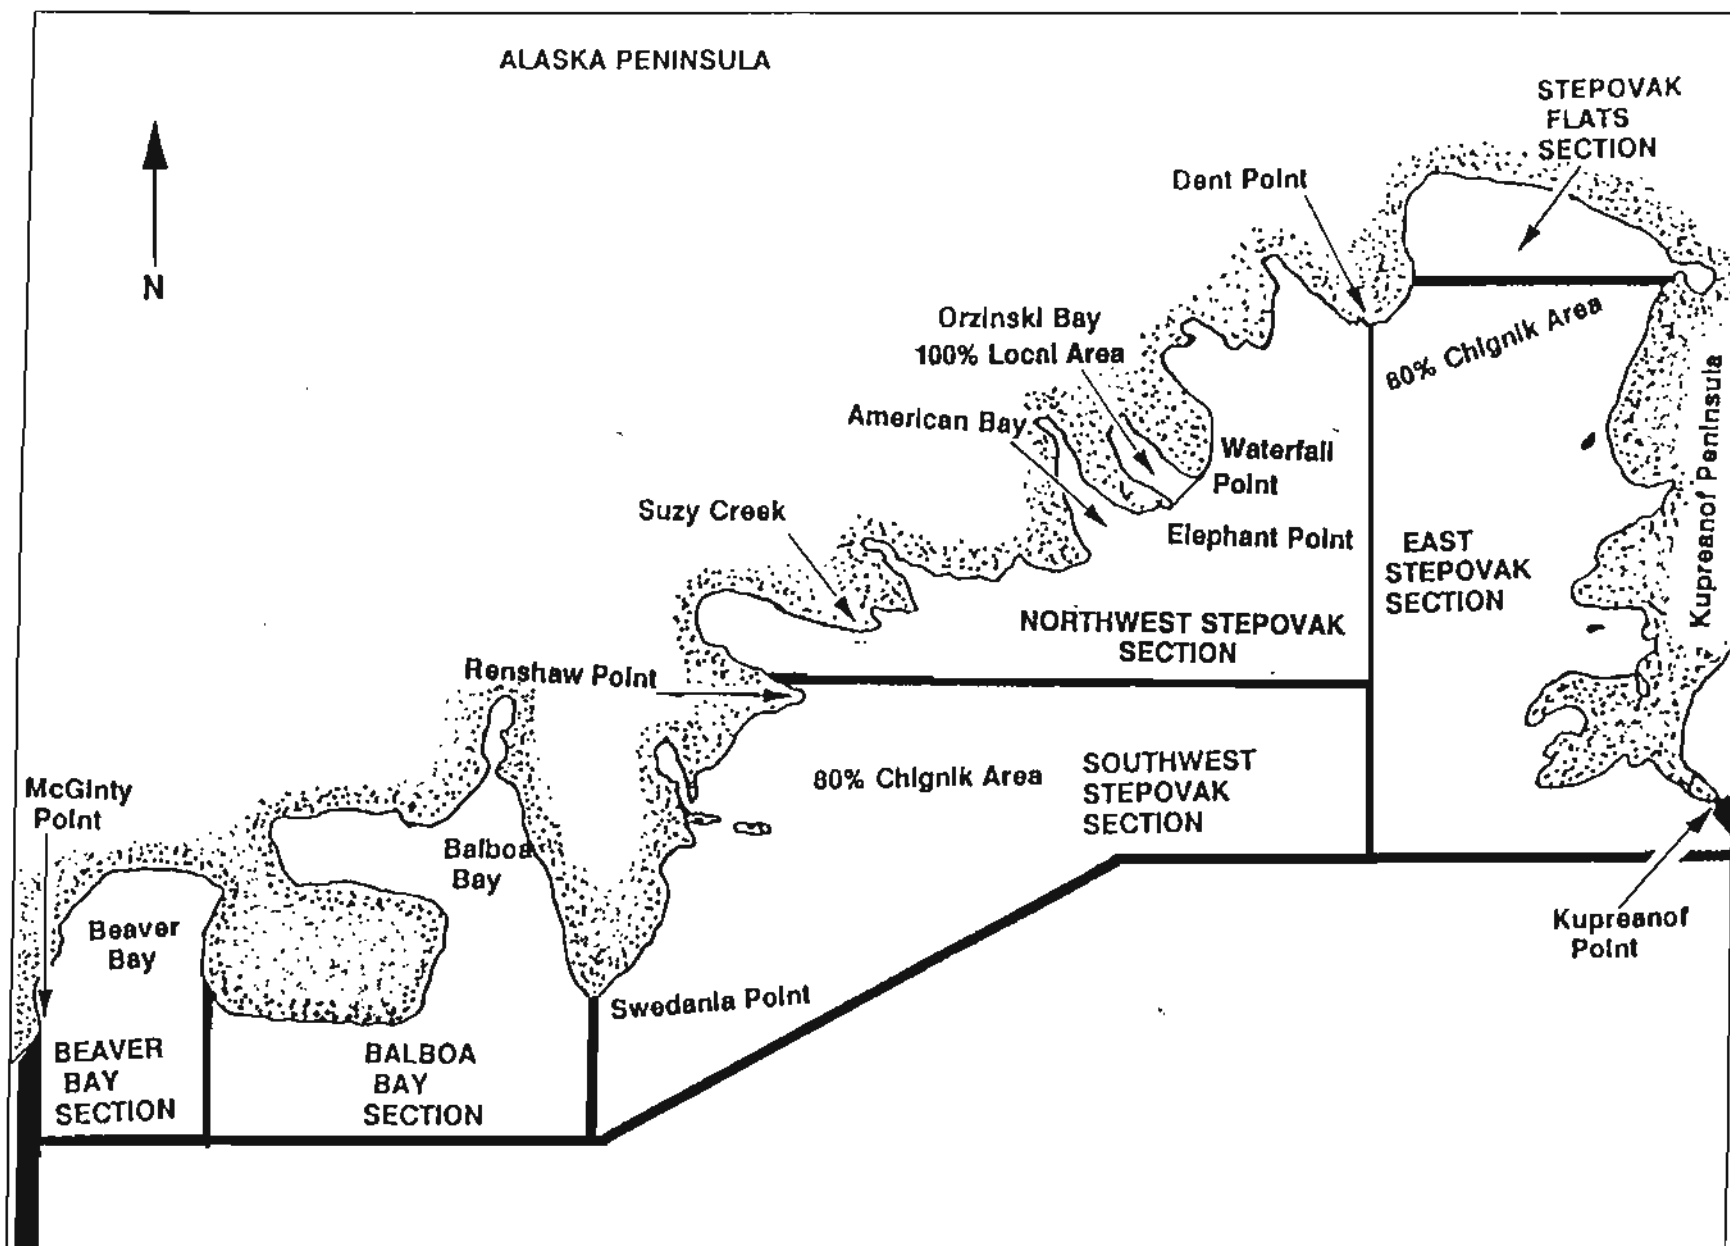 ALASKA PENINSULA
STEPOVAK
FLATS
SECTION
Dent Point
N
Orzinski Bay
100% Local Area
80% Chignik Area
American Bay
Waterfall
Point
Kupreanof Peninsula
Suzy Creek
Elephant Point
EAST
STEPOVAK
SECTION
NORTHWEST STEPOVAK
SECTION
Renshaw Point
McGinty
Point
80% Chignik Area
SOUTHWEST
STEPOVAK
SECTION
Balboa
Bay
Beaver
Bay
Kupreanof
Point
Swedania Point
BEAVER
BAY
SECTION
BALBOA
BAY
SECTION